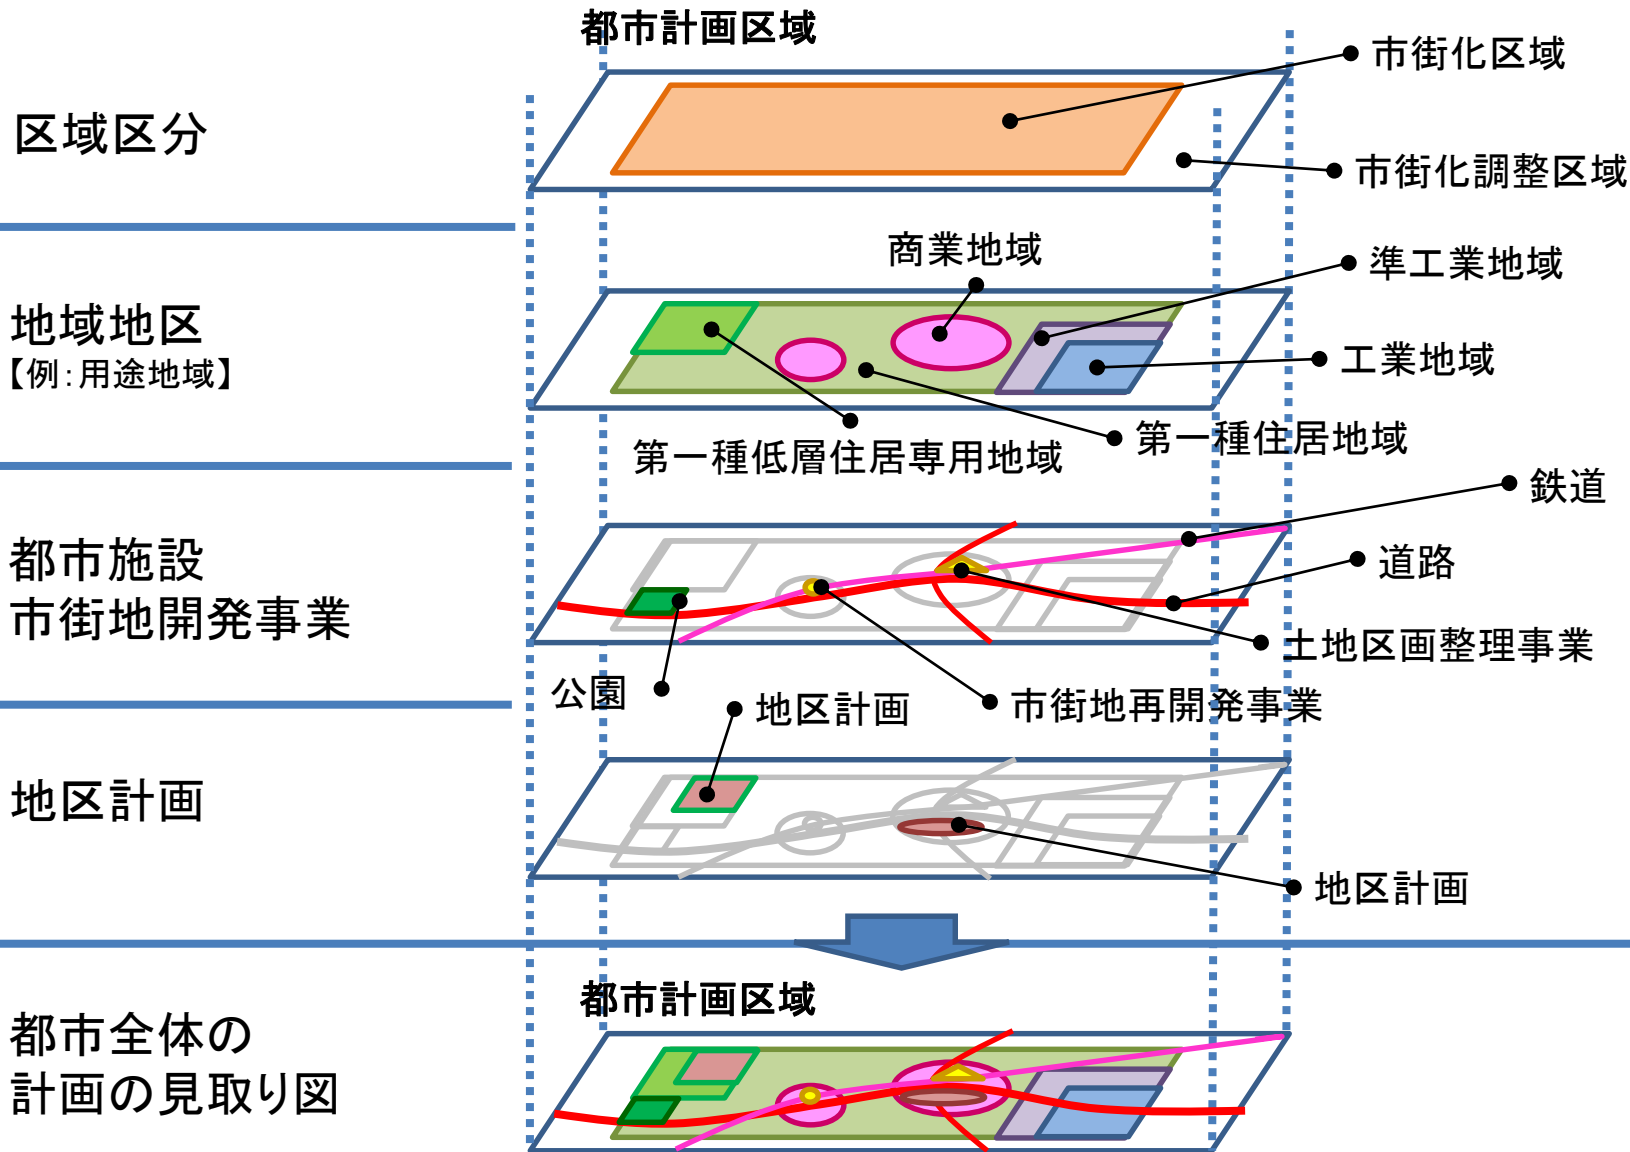 都市計画区域
市街化区域
区域区分
市街化調整区域
商業地域
準工業地域
地域地区
【例：用途地域】
工業地域
第一種住居地域
第一種低層住居専用地域
鉄道
都市施設
道路
市街地開発事業
土地区画整理事業
公園
地区計画
市街地再開発事業
地区計画
地区計画
都市計画区域
都市全体の
計画の見取り図